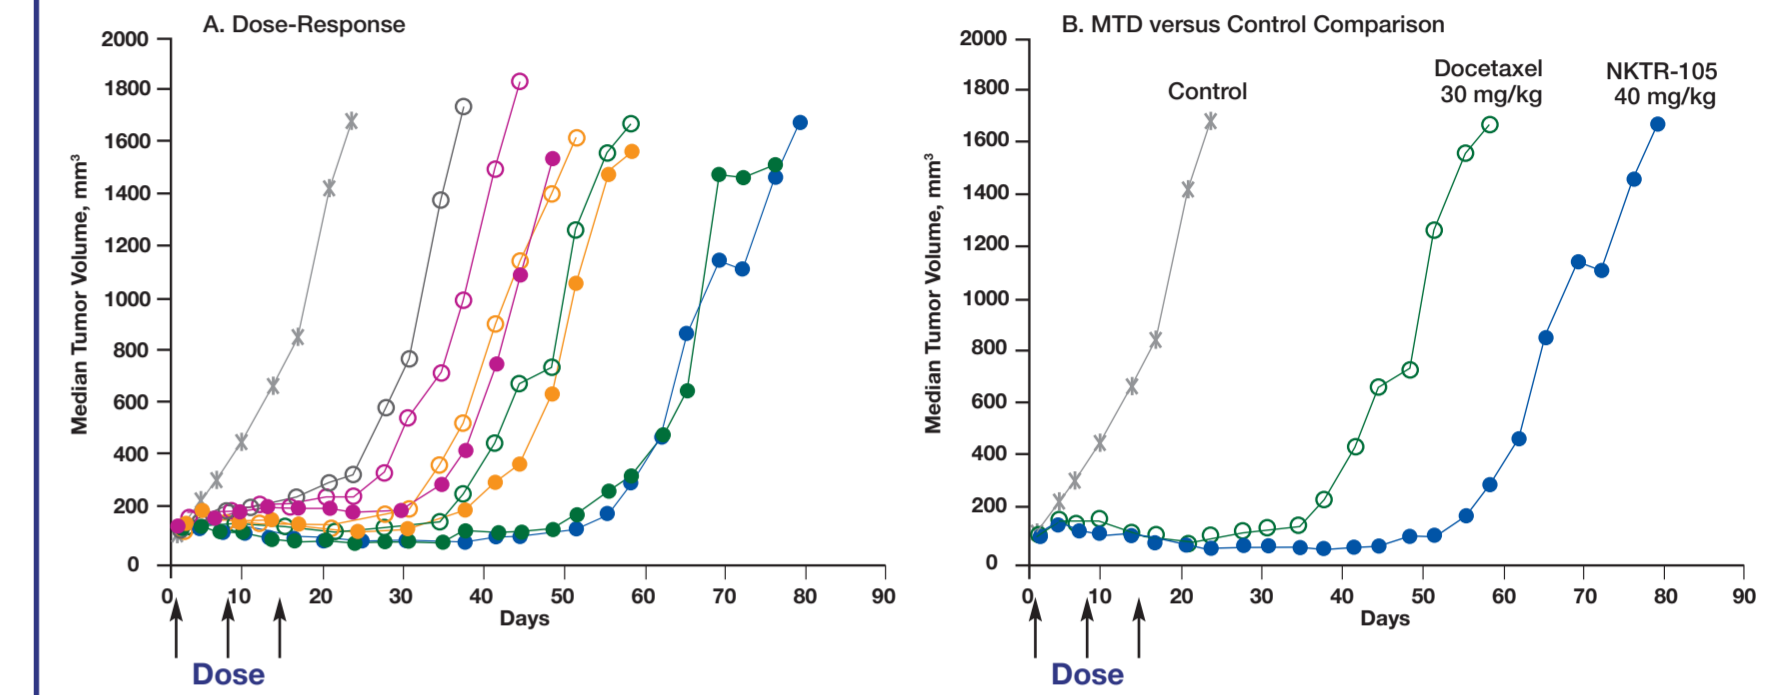 A. Dose-Response
2000
1800
1600
1400
1200
1000
800
600
400
200
0
Median Tumor Volume, mm³
0 10 20 30 40 50 60 70 80 90
Days
Dose
B. MTD versus Control Comparison
2000
1800
1600
1400
1200
1000
800
600
400
200
0
Median Tumor Volume, mm³
Control
Docetaxel
30 mg/kg
NKTR-105
40 mg/kg
0 10 20 30 40 50 60 70 80 90
Days
Dose